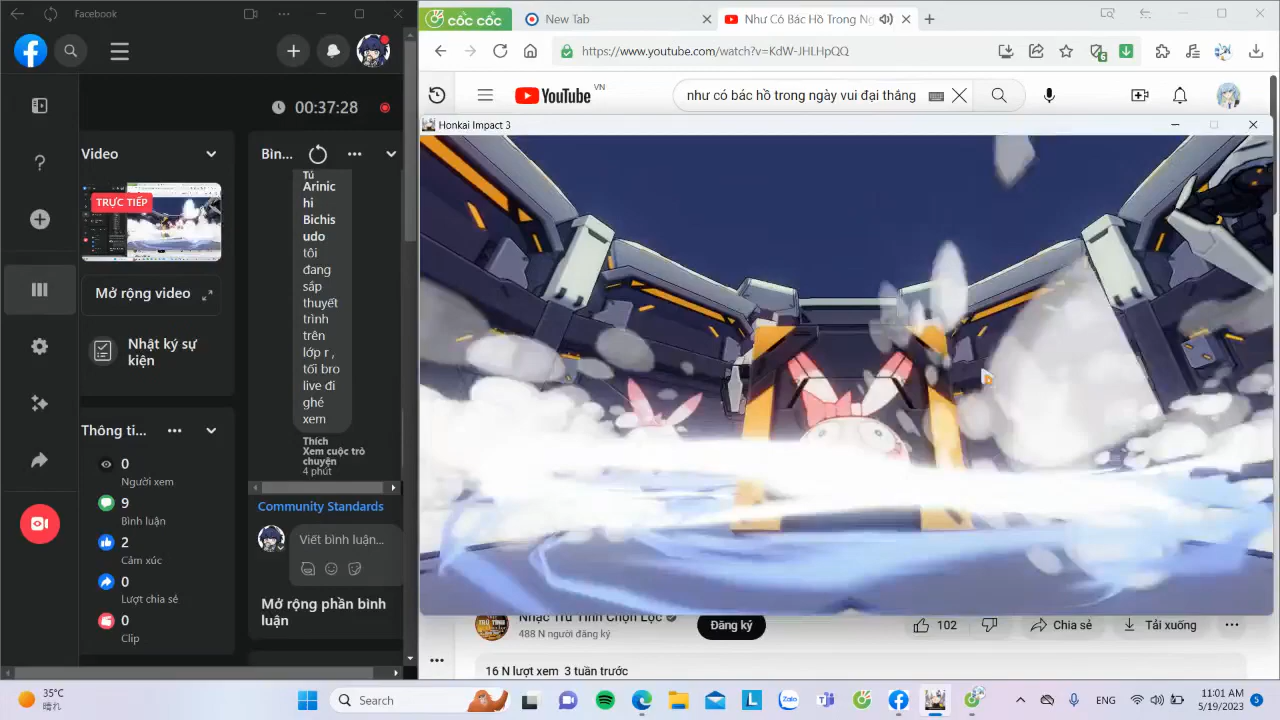 Facebook
00:37:28
Video
TRỰC TIẾP
Mở rộng video
Nhật ký sự
kiện
Thông ti...
0
Người xem
9
Bình luận
2
Cảm xúc
0
Lượt chia sẻ
0
Clip
Bìn...
Tú
Arinic
hi
Bichis
udo
tôi
đang
sắp
thuyết
trình
trên
lớp r ,
tối bro
live đi
ghé
xem
Thích
Xem cuộc trò
chuyện
4 phút
Community Standards
Viết bình luận...
Mở rộng phần bình
luận
cốc cốc
New Tab
Như Có Bác Hồ Trong Ng
https://www.youtube.com/watch?v=KdW-JHLHpQQ
6
YouTube VN
như có bác hồ trong ngày vui đại thắng
Honkai Impact 3
Nhạc Trữ Tình Chọn Lọc
488 N người đăng ký
Đăng ký
102
Chia sẻ
Tải xuống
16 N lượt xem 3 tuần trước
35°C
晴れ
Search
L
Zalo
ENG
11:01 AM
5/19/2023
5